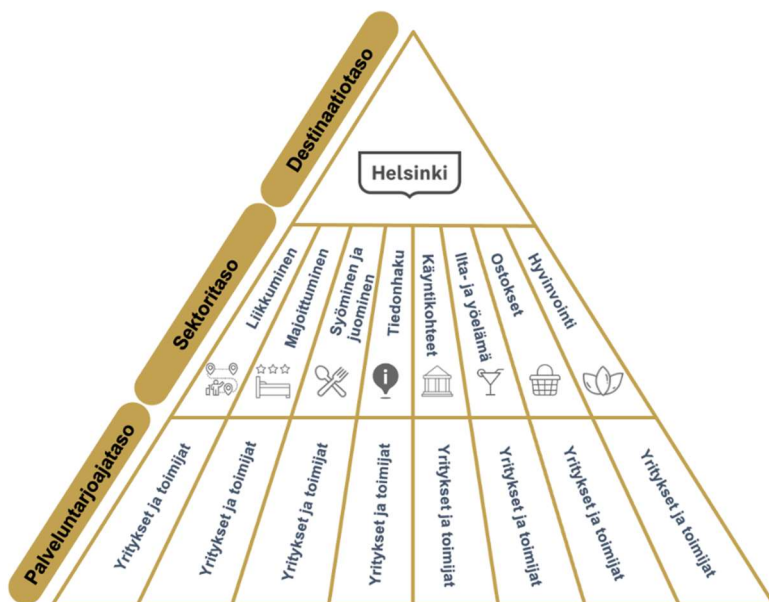 Destinaatiotaso
Helsinki
Sektoritaso
Liikkuminen
Majoittuminen
Syöminen ja
juominen
Tiedonhaku
Käyntikohteet
Ilta- ja yöelämä
Ostokset
Hyvinvointi
i
Palveluntarjoajataso
Yritykset ja toimijat
Yritykset ja toimijat
Yritykset ja toimijat
Yritykset ja toimijat
Yritykset ja toimijat
Yritykset ja toimijat
Yritykset ja toimijat
Yritykset ja toimijat